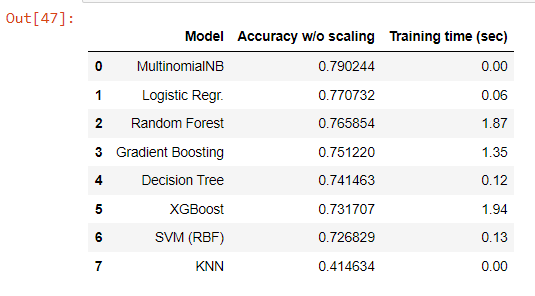 Out[47]:
Model Accuracy w/o scaling Training time (sec)
0 MultinomialNB 0.790244 0.00
1 Logistic Regr. 0.770732 0.06
2 Random Forest 0.765854 1.87
3 Gradient Boosting 0.751220 1.35
4 Decision Tree 0.741463 0.12
5 XGBoost 0.731707 1.94
6 SVM (RBF) 0.726829 0.13
7 KNN 0.414634 0.00